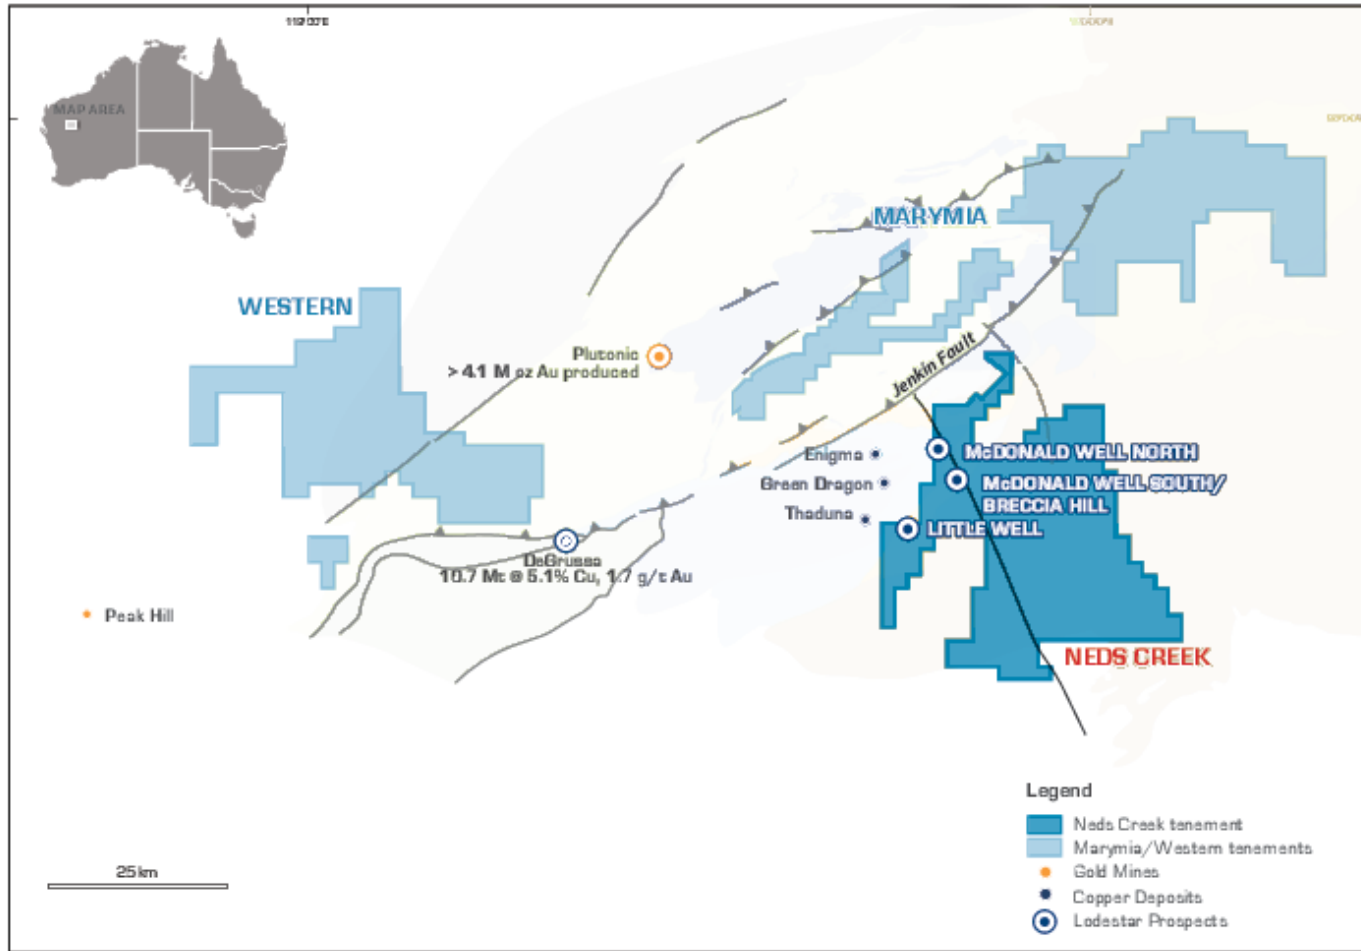 MAP AREA
MARYMIA
WESTERN
Plutonic
> 4.1 M oz Au produced
Jenkin Fault
Enigma
Green Dragon
Thaduna
McDONALD WELL NORTH
McDONALD WELL SOUTH/
BRECCIA HILL
LITTLE WELL
DeGrussa
10.7 Mt @ 5.1% Cu, 1.7 g/t Au
Peak Hill
NEDS CREEK
Legend
Neds Creek tenement
Marymia/Western tenements
Gold Mines
Copper Deposits
Lodestar Prospects
25km